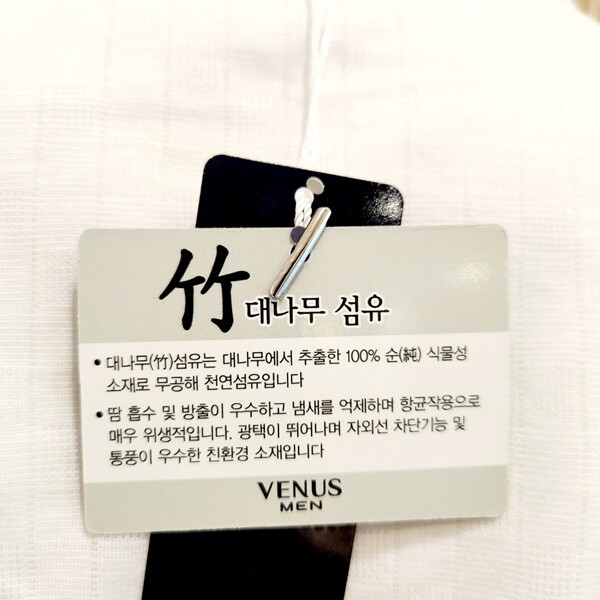 竹 대나무 섬유
• 대나무(竹)섬유는 대나무에서 추출한 100% 순(純) 식물성
소재로 무공해 천연섬유입니다
• 땀 흡수 및 방출이 우수하고 냄새를 억제하며 항균작용으로
매우 위생적입니다. 광택이 뛰어나며 자외선 차단기능 및
통풍이 우수한 친환경 소재입니다
VENUS
MEN